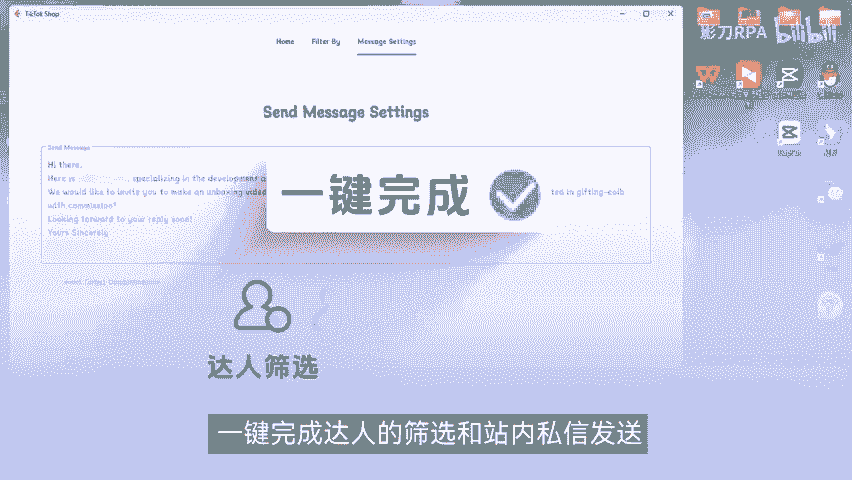 TikTok Shop
影刀RPA
bilibili
Home Filter By Message Settings
Send Message Settings
Send Message
Hi there,
Here is , specializing in the development
We would like to invite you to make an unboxing video ted in gifting-colb
with commission?
Looking forward to your reply soon!
Yours Sincerely
一键完成
达人筛选
一键完成达人的筛选和站内私信发送